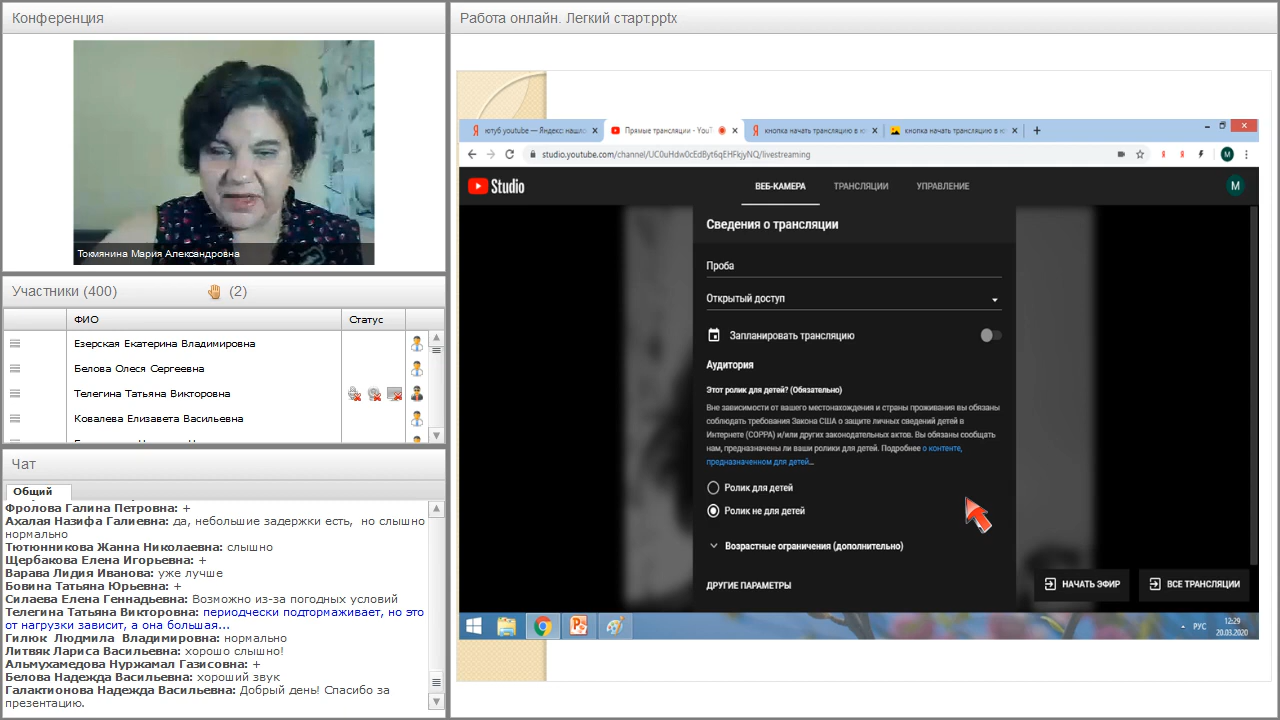 Конференция
Токмянина Мария Александровна
Участники (400)
(2)
ФИО
Статус
Езерская Екатерина Владимировна
Белова Олеся Сергеевна
Телегина Татьяна Викторовна
Ковалева Елизавета Васильевна
Чат
Общий
Фролова Галина Петровна: +
Ахалая Назифа Галиевна: да, небольшие задержки есть, но слышно
нормально
Тютюнникова Жанна Николаевна: слышно
Щербакова Елена Игорьевна: +
Варава Лидия Иванова: уже лучше
Бовина Татьяна Юрьевна: +
Силаева Елена Геннадьевна: Возможно из-за погодных условий
Телегина Татьяна Викторовна: периодчески подтормаживает, но это
от нагрузки зависит, а она большая...
Гилюк Людмила Владимировна: нормально
Литвяк Лариса Васильевна: хорошо слышно!
Альмухамедова Нуржамал Газисовна: +
Белова Надежда Васильевна: хороший звук
Галактионова Надежда Васильевна: Добрый день! Спасибо за
презентацию.
Работа онлайн. Легкий старт.pptx
ютуб youtube — Яндекс: нашло
Прямые трансляции - YouT
кнопка начать трансляцию в ю
кнопка начать трансляцию в ю
studio.youtube.com/channel/UC0uHdw0cEdByt6qEHFkjyNQ/livestreaming
М
Studio
ВЕБ-КАМЕРА
ТРАНСЛЯЦИИ
УПРАВЛЕНИЕ
М
Сведения о трансляции
Проба
Открытый доступ
Запланировать трансляцию
Аудитория
Этот ролик для детей? (Обязательно)
Вне зависимости от вашего местонахождения и страны проживания вы обязаны
соблюдать требования Закона США о защите личных сведений детей в
Интернете (COPPA) и/или других законодательных актов. Вы обязаны сообщать
нам, предназначены ли ваши ролики для детей. Подробнее о контенте,
предназначенном для детей…
Ролик для детей
Ролик не для детей
Возрастные ограничения (дополнительно)
ДРУГИЕ ПАРАМЕТРЫ
НАЧАТЬ ЭФИР
ВСЕ ТРАНСЛЯЦИИ
РУС
12:29
20.03.2020